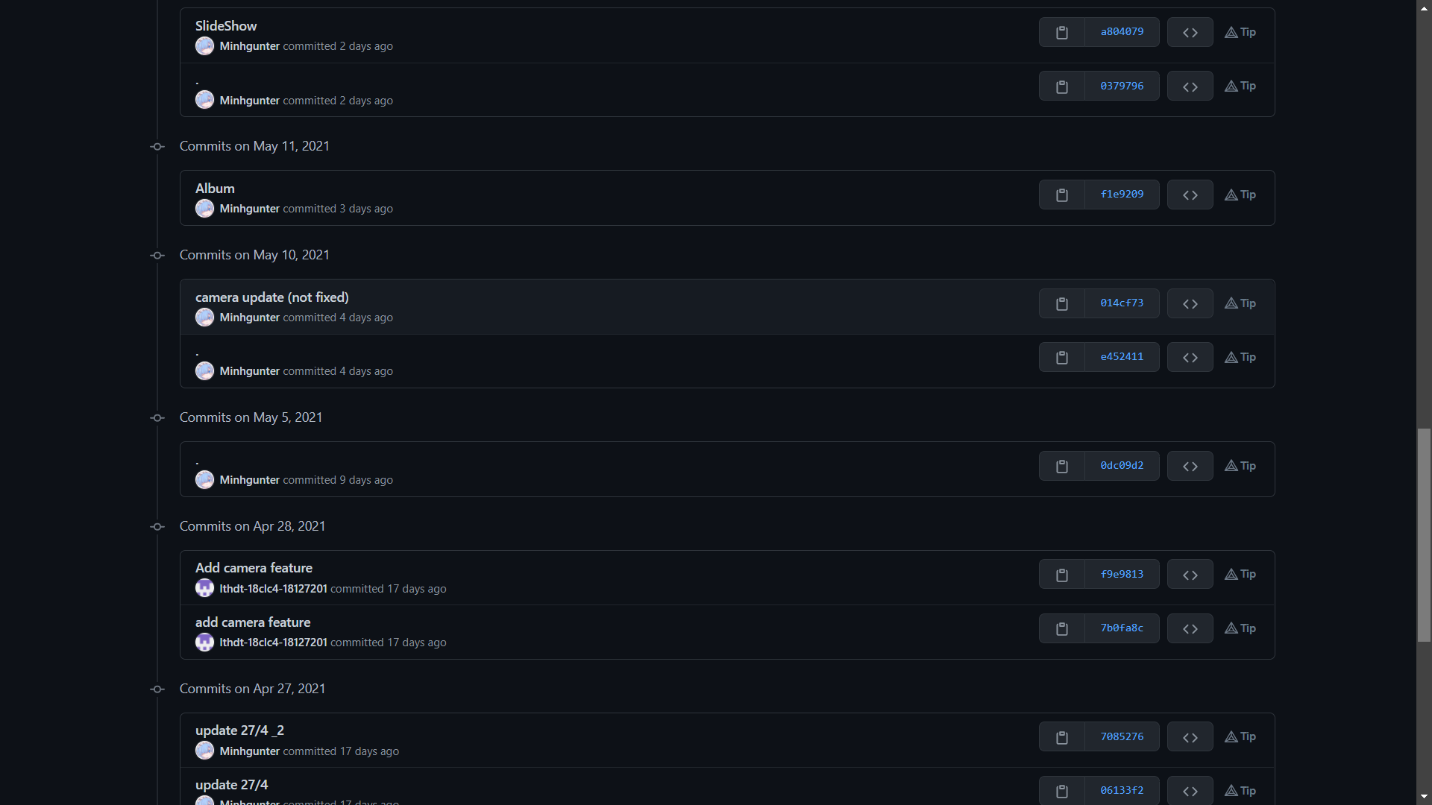 SlideShow
Minhgunter committed 2 days ago
a804079
Tip
.
Minhgunter committed 2 days ago
0379796
Tip
Commits on May 11, 2021
Album
Minhgunter committed 3 days ago
f1e9209
Tip
Commits on May 10, 2021
camera update (not fixed)
Minhgunter committed 4 days ago
014cf73
Tip
.
Minhgunter committed 4 days ago
e452411
Tip
Commits on May 5, 2021
.
Minhgunter committed 9 days ago
0dc09d2
Tip
Commits on Apr 28, 2021
Add camera feature
lthdt-18clc4-18127201 committed 17 days ago
f9e9813
Tip
add camera feature
lthdt-18clc4-18127201 committed 17 days ago
7b0fa8c
Tip
Commits on Apr 27, 2021
update 27/4 _2
Minhgunter committed 17 days ago
7085276
Tip
update 27/4
Minhgunter committed 17 days ago
06133f2
Tip